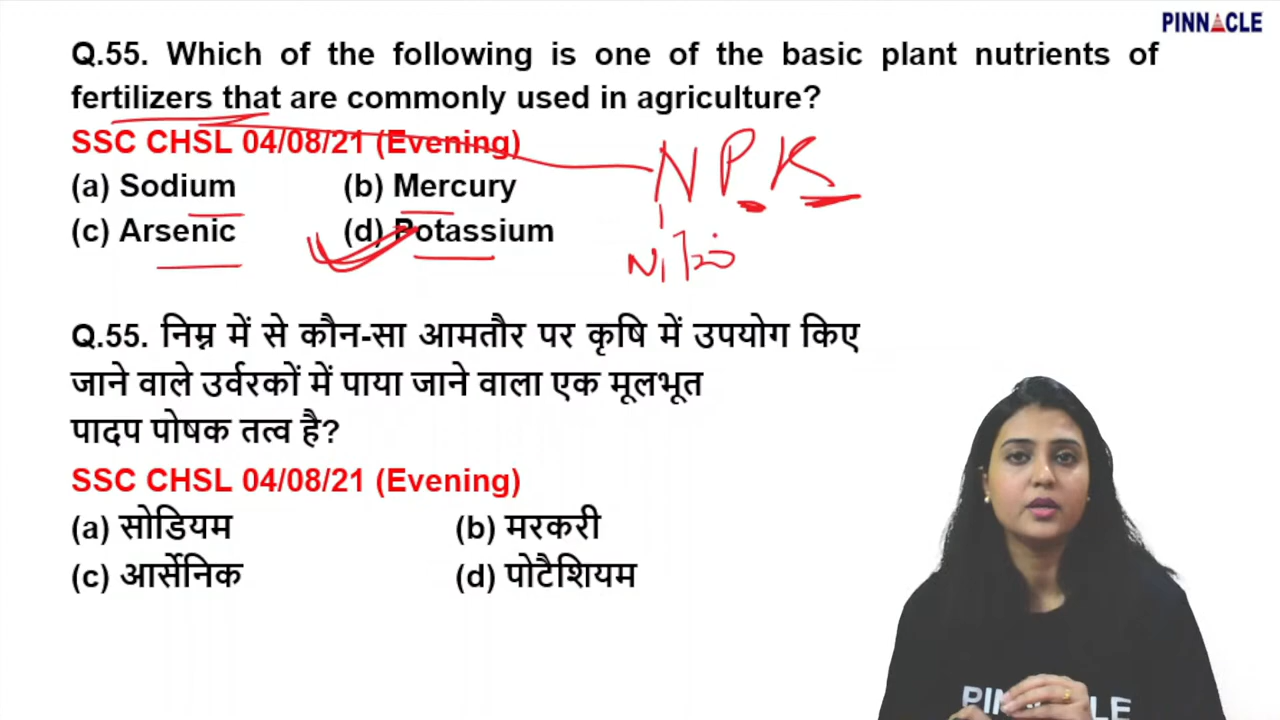 PINNACLE
Q.55. Which of the following is one of the basic plant nutrients of
fertilizers that are commonly used in agriculture?
SSC CHSL 04/08/21 (Evening)
N P K
(a) Sodium (b) Mercury
(c) Arsenic (d) Potassium
Q.55. निम्न में से कौन-सा आमतौर पर कृषि में उपयोग किए
जाने वाले उर्वरकों में पाया जाने वाला एक मूलभूत
पादप पोषक तत्व है?
SSC CHSL 04/08/21 (Evening)
(a) सोडियम (b) मरकरी
(c) आर्सेनिक (d) पोटैशियम